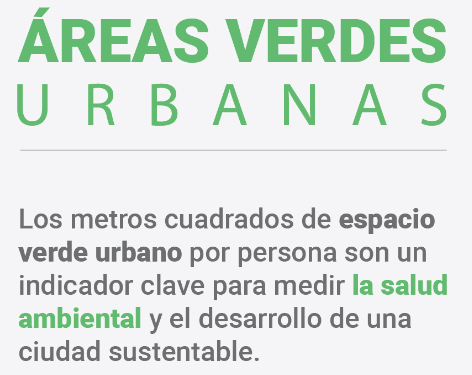 ÁREAS VERDES
URBANAS
Los metros cuadrados de espacio
verde urbano por persona son un
indicador clave para medir la salud
ambiental y el desarrollo de una
ciudad sustentable.